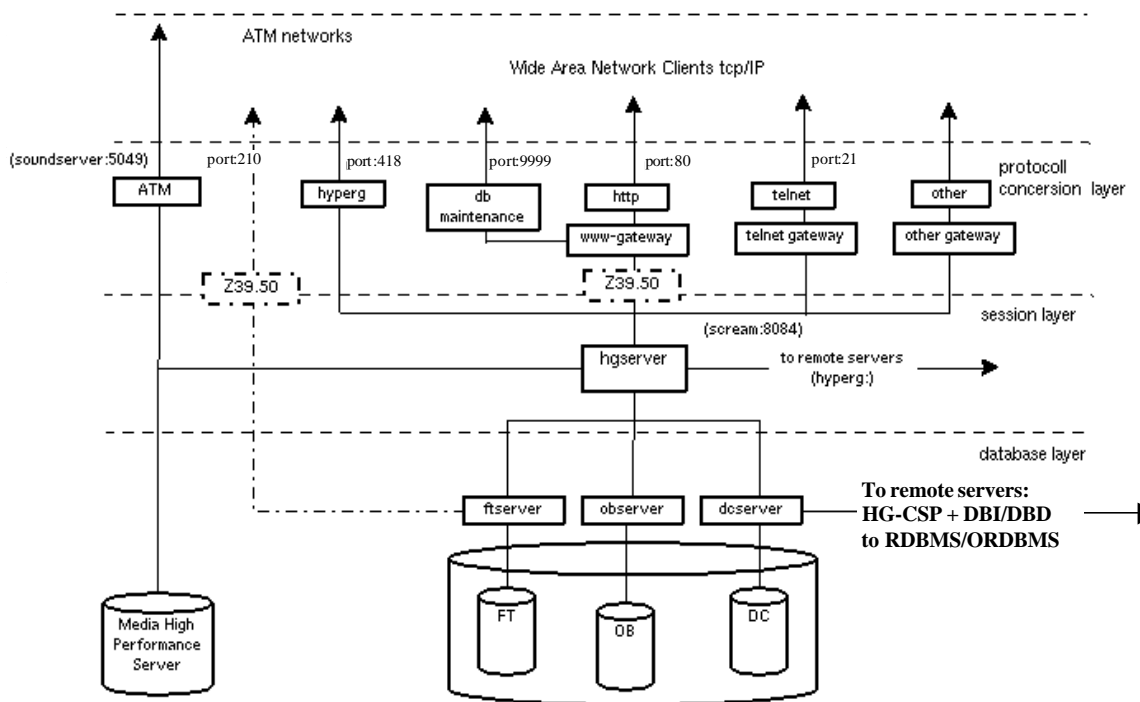 ATM networks
Wide Area Network Clients tcp/IP
(soundserver:5049)
port:210
port:418
port:9999
port:80
port:21
protocoll
concersion layer
ATM
hyperg
db
maintenance
http
telnet
other
www-gateway
telnet gateway
other gateway
Z39.50
Z39.50
session layer
(scream:8084)
hgserver
to remote servers
(hyperg:)
database layer
ftserver
observer
dcserver
To remote servers:
HG-CSP + DBI/DBD
to RDBMS/ORDBMS
FT
OB
DC
Media High
Performance
Server